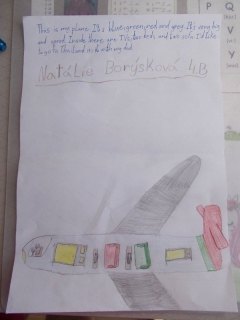 This is my plane. It's blue, green, red and grey. It's very big
and good. Inside there are TVs, two beds and two sofa. I'd like
to go to Thailand in it with my dad.
Natálie Borýsková 4.B